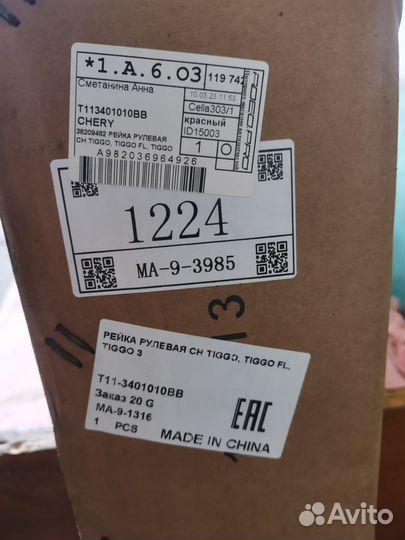 *1.A.6.03
119 742
Сметанина Анна
10.03.23 11:53
Cella303/1
T113401010BB
CHERY
красный
ID15003
38209482 РЕЙКА РУЛЕВАЯ
CH TIGGO, TIGGO FL, TIGGO
1
O
A982036964926
1224
MA-9-3985
13
РЕЙКА РУЛЕВАЯ CH TIGGO, TIGGO FL,
TIGGO 3
T11-3401010BB
Заказ 20 G
MA-9-1316
1 PCS
EAC
MADE IN CHINA
Avito